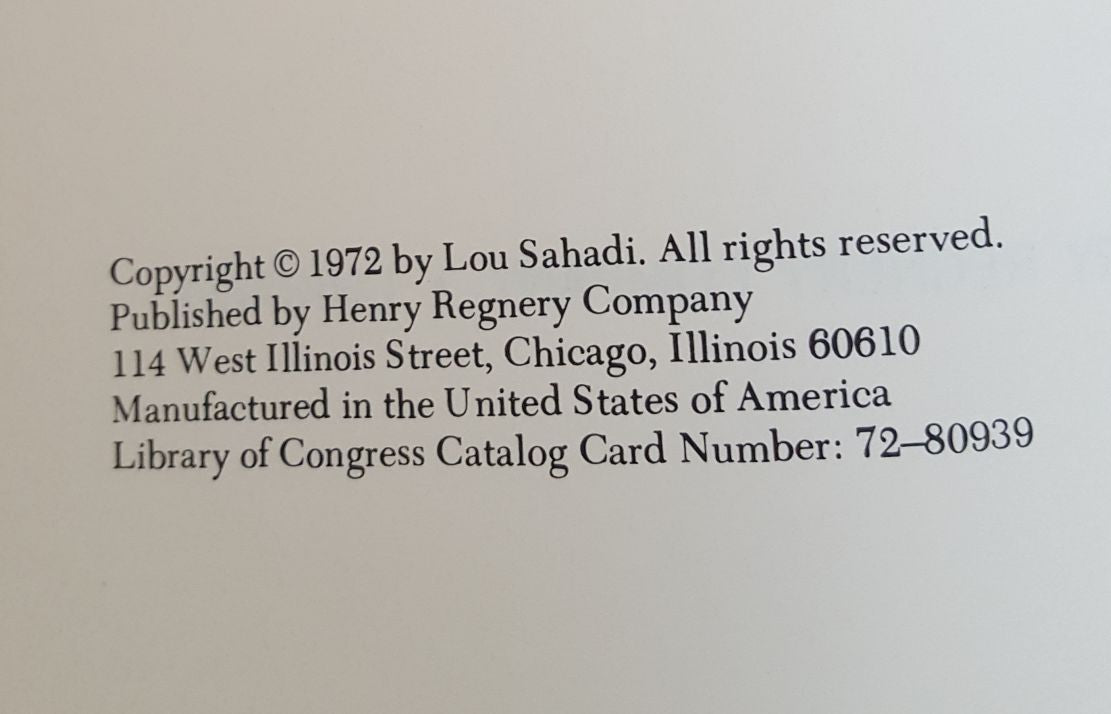 Copyright © 1972 by Lou Sahadi. All rights reserved.
Published by Henry Regnery Company
114 West Illinois Street, Chicago, Illinois 60610
Manufactured in the United States of America
Library of Congress Catalog Card Number: 72–80939